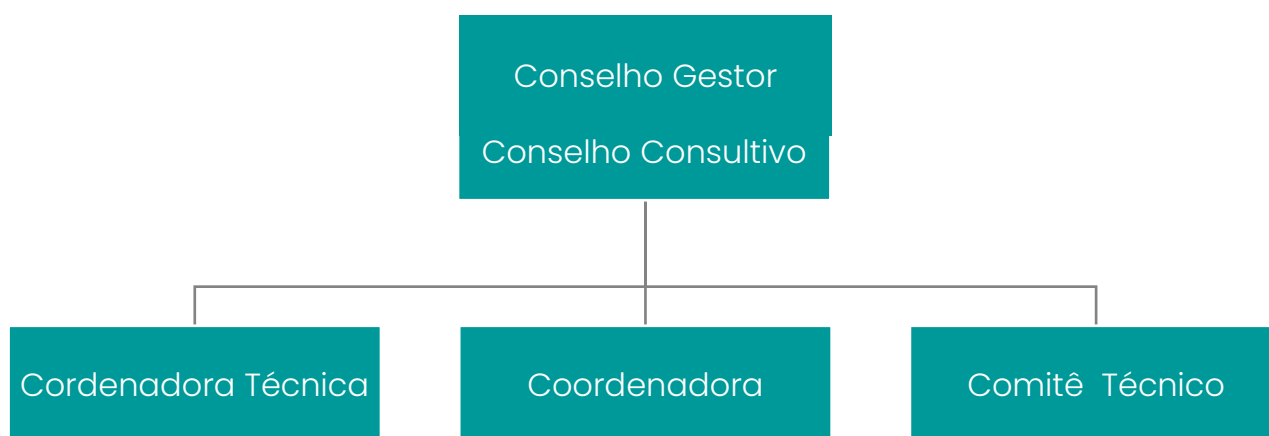 Conselho Gestor
Conselho Consultivo
Cordenadora Técnica
Coordenadora
Comitê Técnico